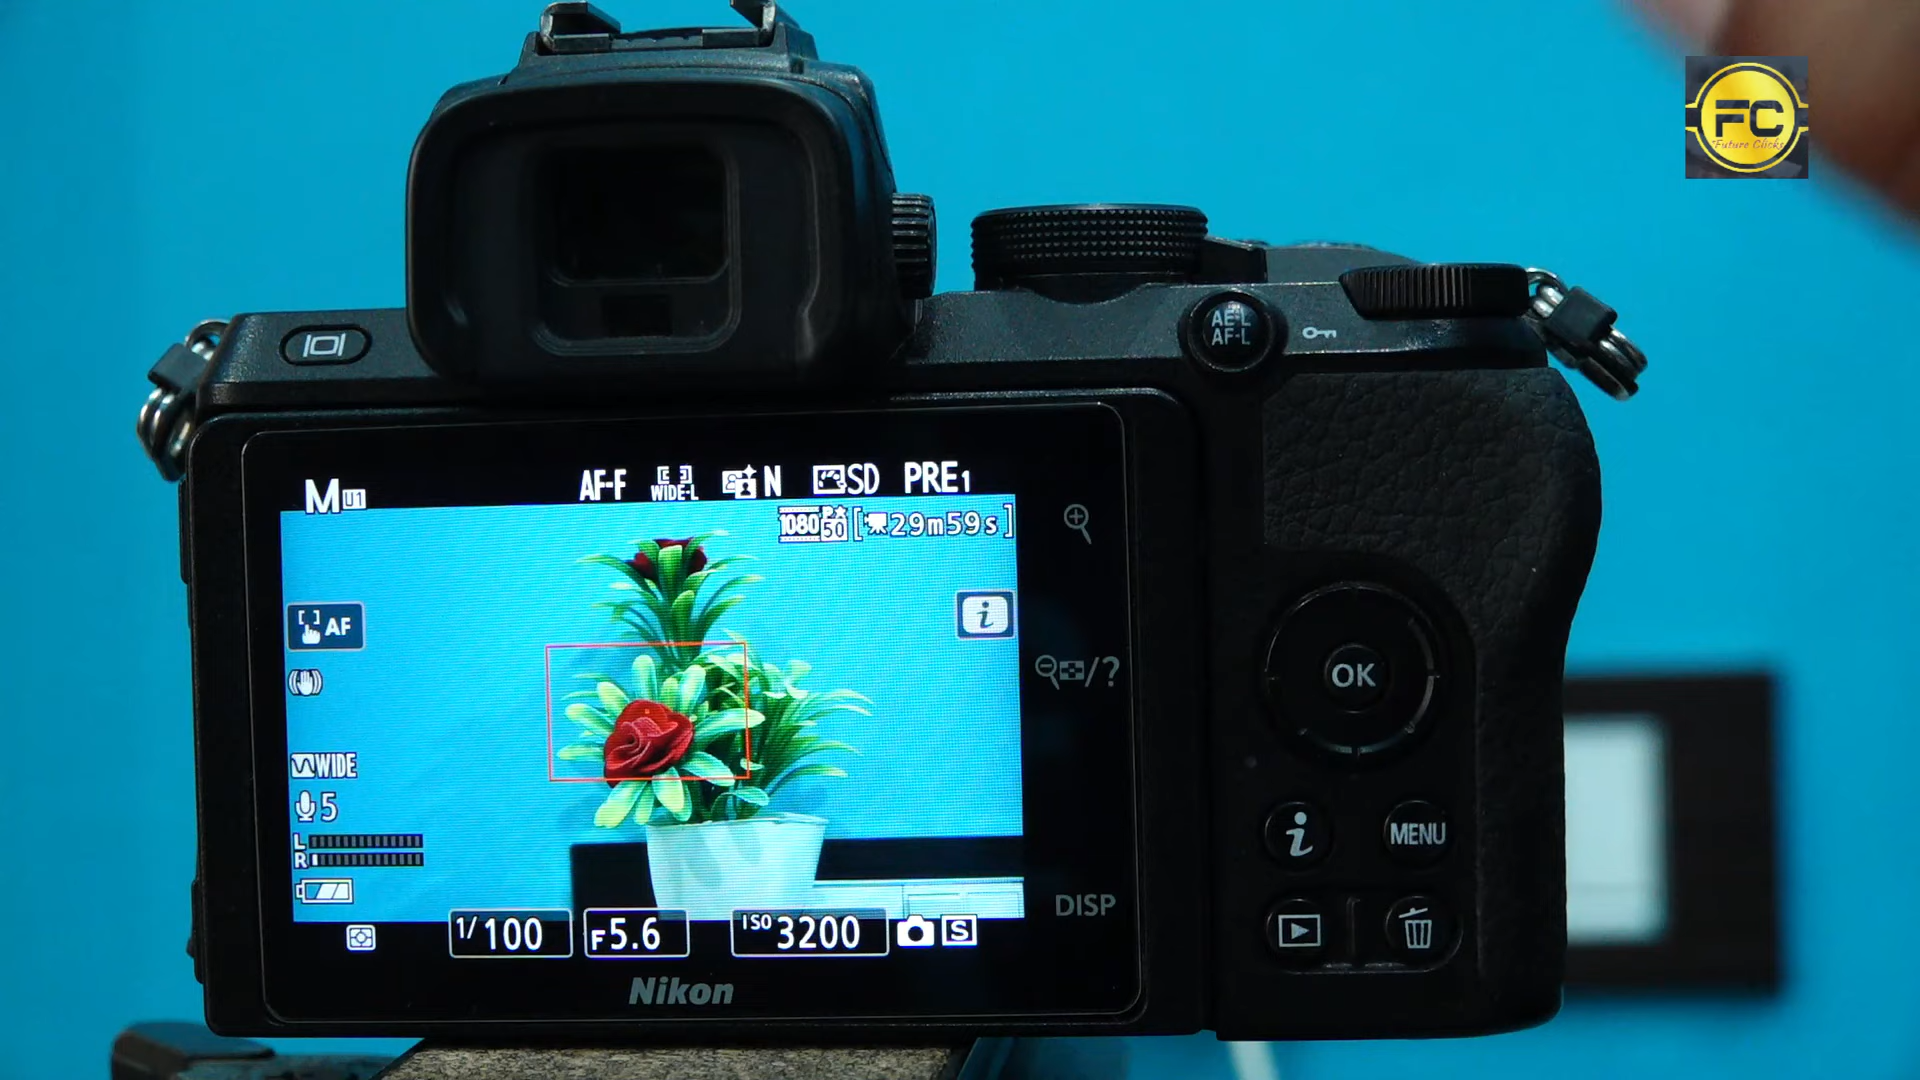 FC
Future Clicks
AE-L
AF-L
M U1
AF-F
WIDE-L
N
SD
PRE1
1080 50 [29m59s]
AF
i
WIDE
5
L
R
1/100
F5.6
ISO 3200
S
Nikon
/?
DISP
OK
i
MENU